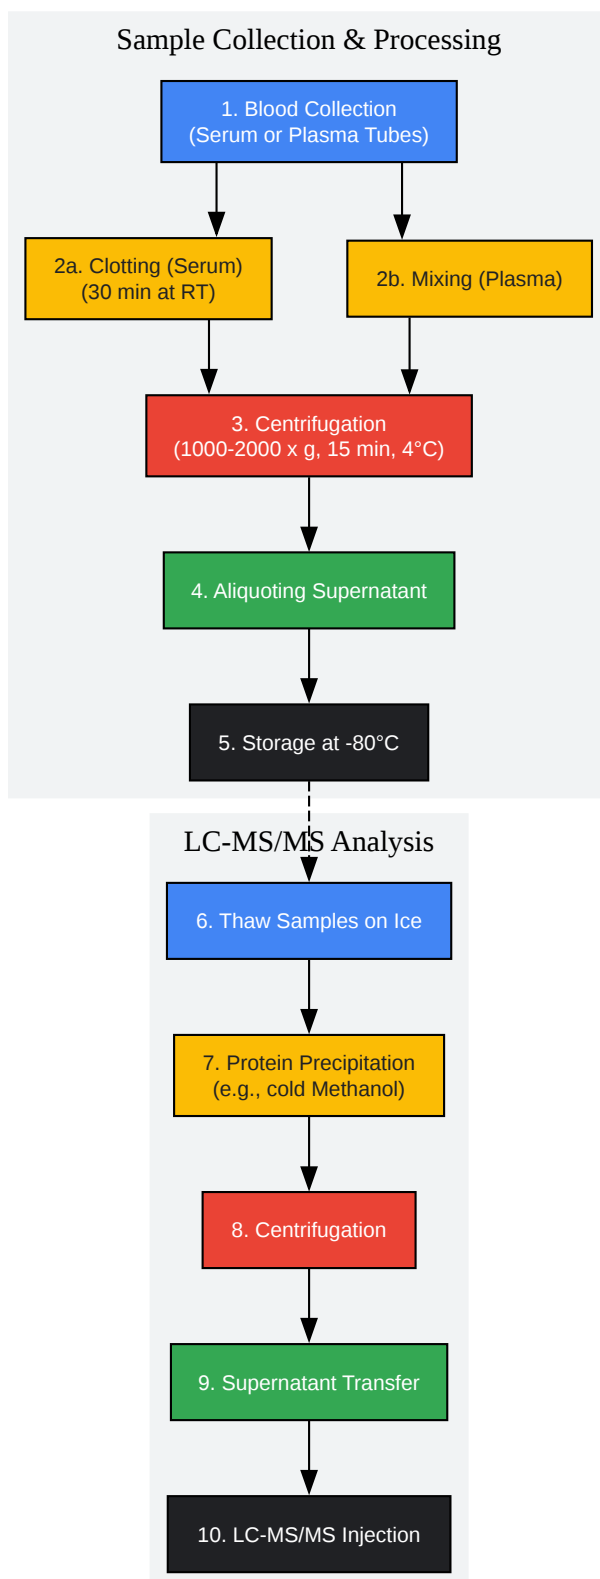 Sample Collection & Processing
1. Blood Collection
(Serum or Plasma Tubes)
2a. Clotting (Serum)
(30 min at RT)
2b. Mixing (Plasma)
3. Centrifugation
(1000-2000 x g, 15 min, 4°C)
4. Aliquoting Supernatant
5. Storage at -80°C
LC-MS/MS Analysis
6. Thaw Samples on Ice
7. Protein Precipitation
(e.g., cold Methanol)
8. Centrifugation
9. Supernatant Transfer
10. LC-MS/MS Injection